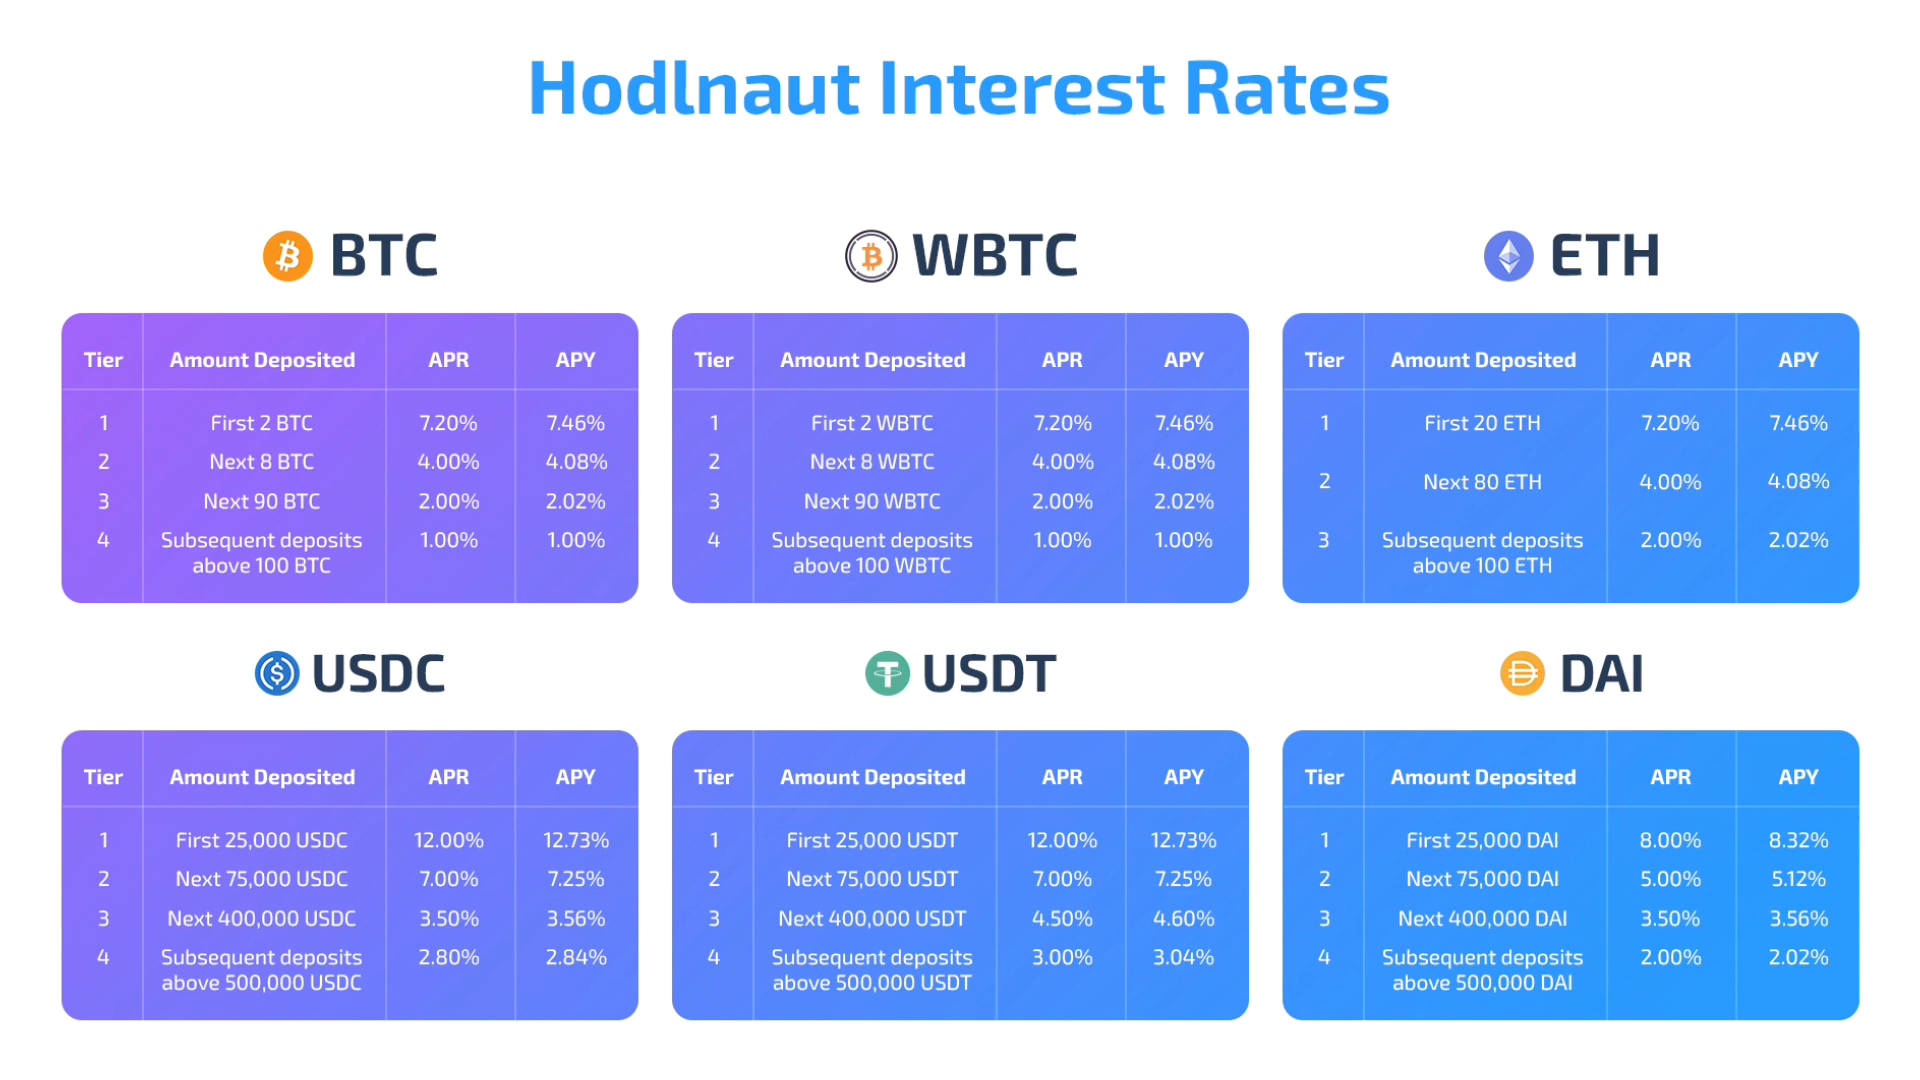 Hodlnaut Interest Rates
BTC
Tier Amount Deposited APR APY
1 First 2 BTC 7.20% 7.46%
2 Next 8 BTC 4.00% 4.08%
3 Next 90 BTC 2.00% 2.02%
4 Subsequent deposits 1.00% 1.00%
above 100 BTC
WBTC
Tier Amount Deposited APR APY
1 First 2 WBTC 7.20% 7.46%
2 Next 8 WBTC 4.00% 4.08%
3 Next 90 WBTC 2.00% 2.02%
4 Subsequent deposits 1.00% 1.00%
above 100 WBTC
ETH
Tier Amount Deposited APR APY
1 First 20 ETH 7.20% 7.46%
2 Next 80 ETH 4.00% 4.08%
3 Subsequent deposits 2.00% 2.02%
above 100 ETH
USDC
Tier Amount Deposited APR APY
1 First 25,000 USDC 12.00% 12.73%
2 Next 75,000 USDC 7.00% 7.25%
3 Next 400,000 USDC 3.50% 3.56%
4 Subsequent deposits 2.80% 2.84%
above 500,000 USDC
USDT
Tier Amount Deposited APR APY
1 First 25,000 USDT 12.00% 12.73%
2 Next 75,000 USDT 7.00% 7.25%
3 Next 400,000 USDT 4.50% 4.60%
4 Subsequent deposits 3.00% 3.04%
above 500,000 USDT
DAI
Tier Amount Deposited APR APY
1 First 25,000 DAI 8.00% 8.32%
2 Next 75,000 DAI 5.00% 5.12%
3 Next 400,000 DAI 3.50% 3.56%
4 Subsequent deposits 2.00% 2.02%
above 500,000 DAI